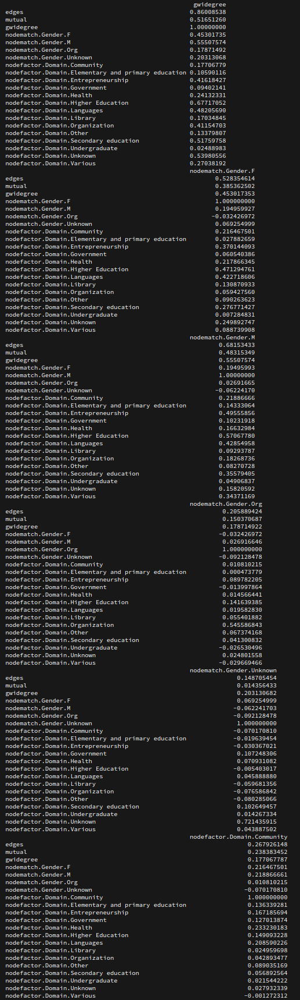 gwidegree
edges 0.86008538
mutual 0.51651260
gwidegree 1.00000000
nodematch.Gender.F 0.45301735
nodematch.Gender.M 0.55507574
nodematch.Gender.Org 0.17871492
nodematch.Gender.Unknown 0.20313068
nodefactor.Domain.Community 0.17706779
nodefactor.Domain.Elementary and primary education 0.10590116
nodefactor.Domain.Entrepreneurship 0.41618427
nodefactor.Domain.Government 0.09402141
nodefactor.Domain.Health 0.24132331
nodefactor.Domain.Higher Education 0.67717052
nodefactor.Domain.Languages 0.48205690
nodefactor.Domain.Library 0.17034845
nodefactor.Domain.Organization 0.41154703
nodefactor.Domain.Other 0.13379807
nodefactor.Domain.Secondary education 0.51759758
nodefactor.Domain.Undergraduate 0.02488983
nodefactor.Domain.Unknown 0.53980556
nodefactor.Domain.Various 0.27038192
nodematch.Gender.F
edges 0.528354614
mutual 0.385362502
gwidegree 0.453017353
nodematch.Gender.F 1.000000000
nodematch.Gender.M 0.194959927
nodematch.Gender.Org -0.032426972
nodematch.Gender.Unknown 0.069254999
nodefactor.Domain.Community 0.216467501
nodefactor.Domain.Elementary and primary education 0.027882659
nodefactor.Domain.Entrepreneurship 0.370144093
nodefactor.Domain.Government 0.060540386
nodefactor.Domain.Health 0.217866345
nodefactor.Domain.Higher Education 0.471294761
nodefactor.Domain.Languages 0.422718606
nodefactor.Domain.Library 0.130870933
nodefactor.Domain.Organization 0.059427560
nodefactor.Domain.Other 0.090263623
nodefactor.Domain.Secondary education 0.276771427
nodefactor.Domain.Undergraduate 0.007284831
nodefactor.Domain.Unknown 0.249892747
nodefactor.Domain.Various 0.088739908
nodematch.Gender.M
edges 0.68153433
mutual 0.48315349
gwidegree 0.55507574
nodematch.Gender.F 0.19495993
nodematch.Gender.M 1.00000000
nodematch.Gender.Org 0.02691665
nodematch.Gender.Unknown -0.06224170
nodefactor.Domain.Community 0.21886666
nodefactor.Domain.Elementary and primary education 0.14333064
nodefactor.Domain.Entrepreneurship 0.49555856
nodefactor.Domain.Government 0.10231918
nodefactor.Domain.Health 0.16632984
nodefactor.Domain.Higher Education 0.57067780
nodefactor.Domain.Languages 0.42854958
nodefactor.Domain.Library 0.09293787
nodefactor.Domain.Organization 0.18268736
nodefactor.Domain.Other 0.08270728
nodefactor.Domain.Secondary education 0.35579405
nodefactor.Domain.Undergraduate 0.04906837
nodefactor.Domain.Unknown 0.15820592
nodefactor.Domain.Various 0.34371169
nodematch.Gender.Org
edges 0.205889424
mutual 0.150370687
gwidegree 0.178714922
nodematch.Gender.F -0.032426972
nodematch.Gender.M 0.026916646
nodematch.Gender.Org 1.000000000
nodematch.Gender.Unknown -0.092128478
nodefactor.Domain.Community 0.010810215
nodefactor.Domain.Elementary and primary education 0.000473779
nodefactor.Domain.Entrepreneurship 0.089782205
nodefactor.Domain.Government -0.013997864
nodefactor.Domain.Health 0.014566441
nodefactor.Domain.Higher Education 0.141639385
nodefactor.Domain.Languages 0.019582830
nodefactor.Domain.Library 0.055401882
nodefactor.Domain.Organization 0.545586843
nodefactor.Domain.Other 0.067374168
nodefactor.Domain.Secondary education 0.041300832
nodefactor.Domain.Undergraduate -0.026530496
nodefactor.Domain.Unknown 0.024801558
nodefactor.Domain.Various -0.029669466
nodematch.Gender.Unknown
edges 0.148705454
mutual 0.014356433
gwidegree 0.203130682
nodematch.Gender.F 0.069254999
nodematch.Gender.M -0.062241703
nodematch.Gender.Org -0.092128478
nodematch.Gender.Unknown 1.000000000
nodefactor.Domain.Community -0.070170810
nodefactor.Domain.Elementary and primary education -0.019639454
nodefactor.Domain.Entrepreneurship -0.030367021
nodefactor.Domain.Government 0.107248306
nodefactor.Domain.Health 0.070931082
nodefactor.Domain.Higher Education -0.005403017
nodefactor.Domain.Languages 0.045888880
nodefactor.Domain.Library -0.059681356
nodefactor.Domain.Organization -0.076586842
nodefactor.Domain.Other -0.080285066
nodefactor.Domain.Secondary education 0.102649457
nodefactor.Domain.Undergraduate 0.014267334
nodefactor.Domain.Unknown 0.721435915
nodefactor.Domain.Various 0.043887502
nodefactor.Domain.Community
edges 0.267926148
mutual 0.238383452
gwidegree 0.177067787
nodematch.Gender.F 0.216467501
nodematch.Gender.M 0.218866661
nodematch.Gender.Org 0.010810215
nodematch.Gender.Unknown -0.070170810
nodefactor.Domain.Community 1.000000000
nodefactor.Domain.Elementary and primary education 0.136339281
nodefactor.Domain.Entrepreneurship 0.167185694
nodefactor.Domain.Government 0.127013874
nodefactor.Domain.Health 0.233230183
nodefactor.Domain.Higher Education 0.149093228
nodefactor.Domain.Languages 0.208590226
nodefactor.Domain.Library 0.024959698
nodefactor.Domain.Organization 0.042893477
nodefactor.Domain.Other 0.089035169
nodefactor.Domain.Secondary education 0.056892564
nodefactor.Domain.Undergraduate 0.021544222
nodefactor.Domain.Unknown 0.027932339
nodefactor.Domain.Various -0.001272312